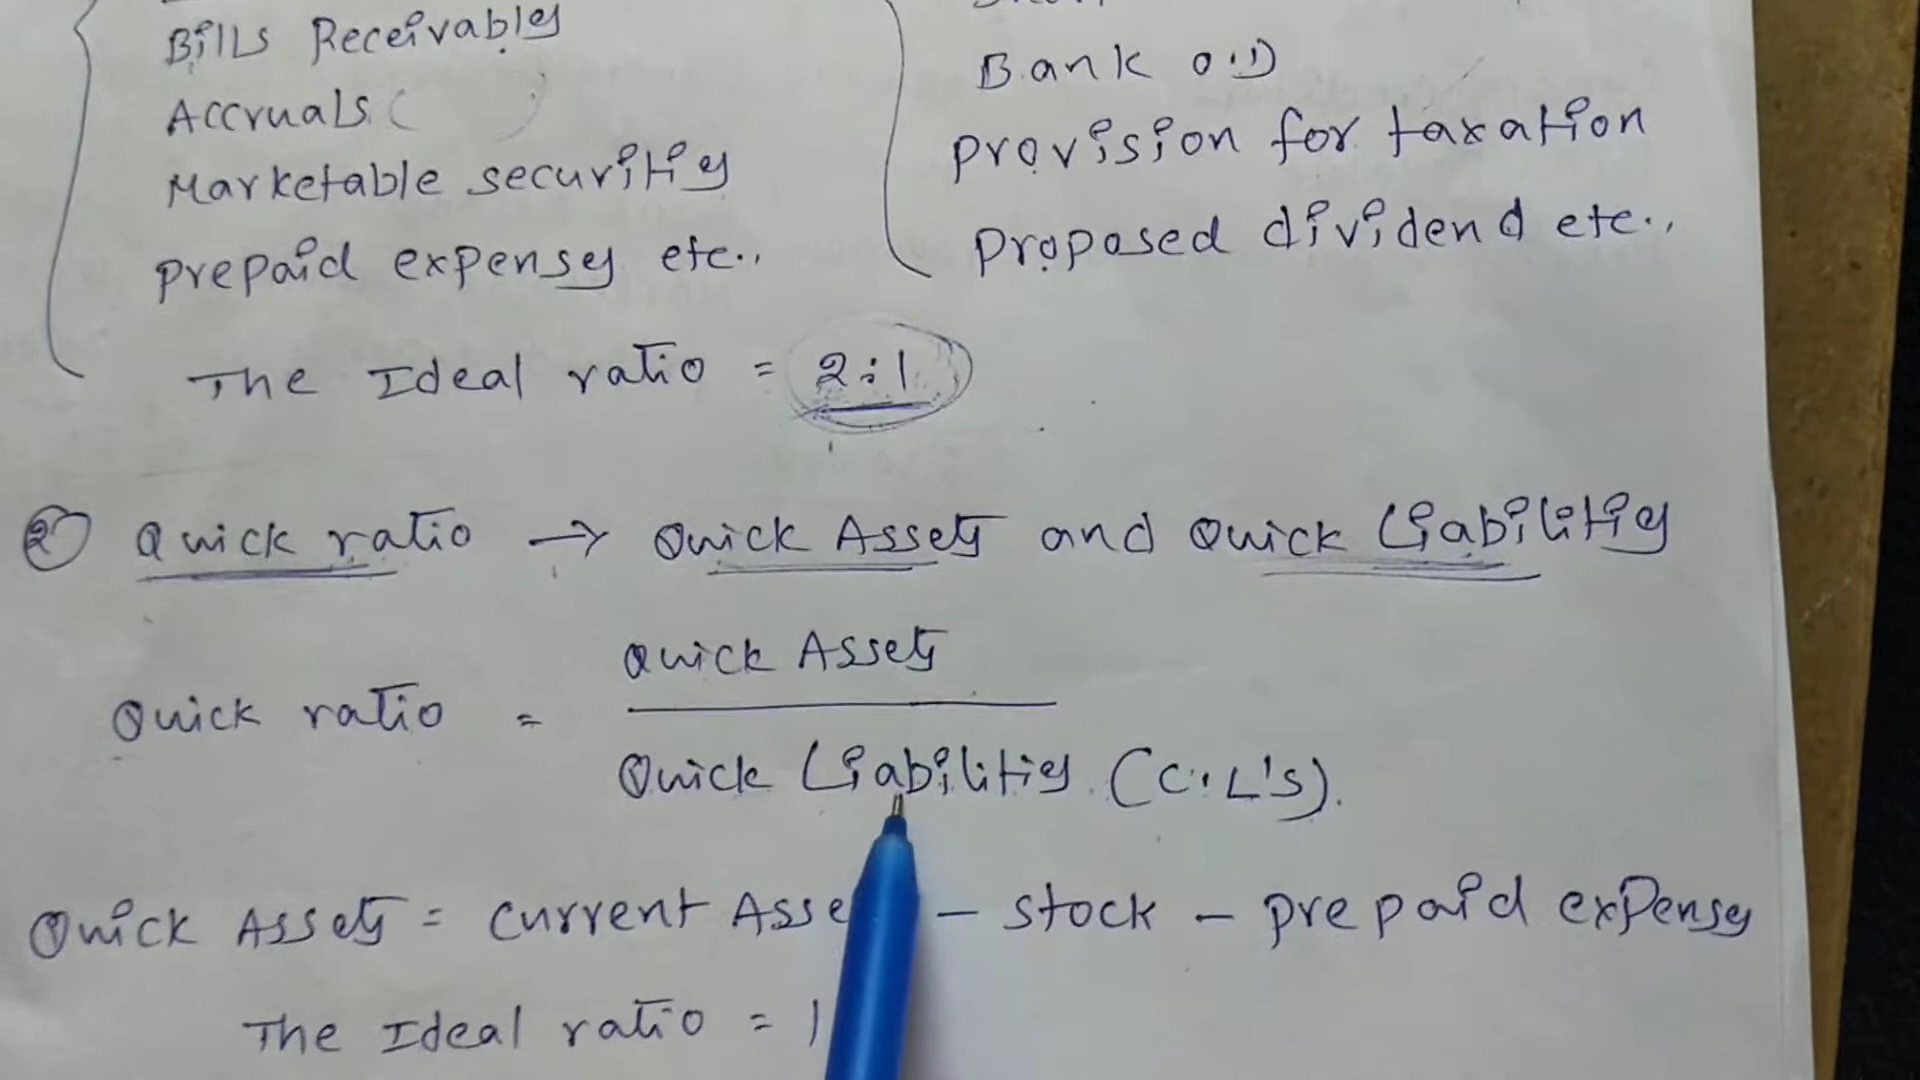 Bills Receivables
Accruals
Marketable securities
prepaid expenses etc..,
Bank O.D
provision for taxation
proposed dividend etc..,
The Ideal ratio = 2:1
2 Quick ratio → Quick Assets and Quick Liabilities
Quick ratio = Quick Assets
Quick Liabilities (C.L's).
Quick Assets = current Asse - stock - prepaid expenses
The Ideal ratio = 1